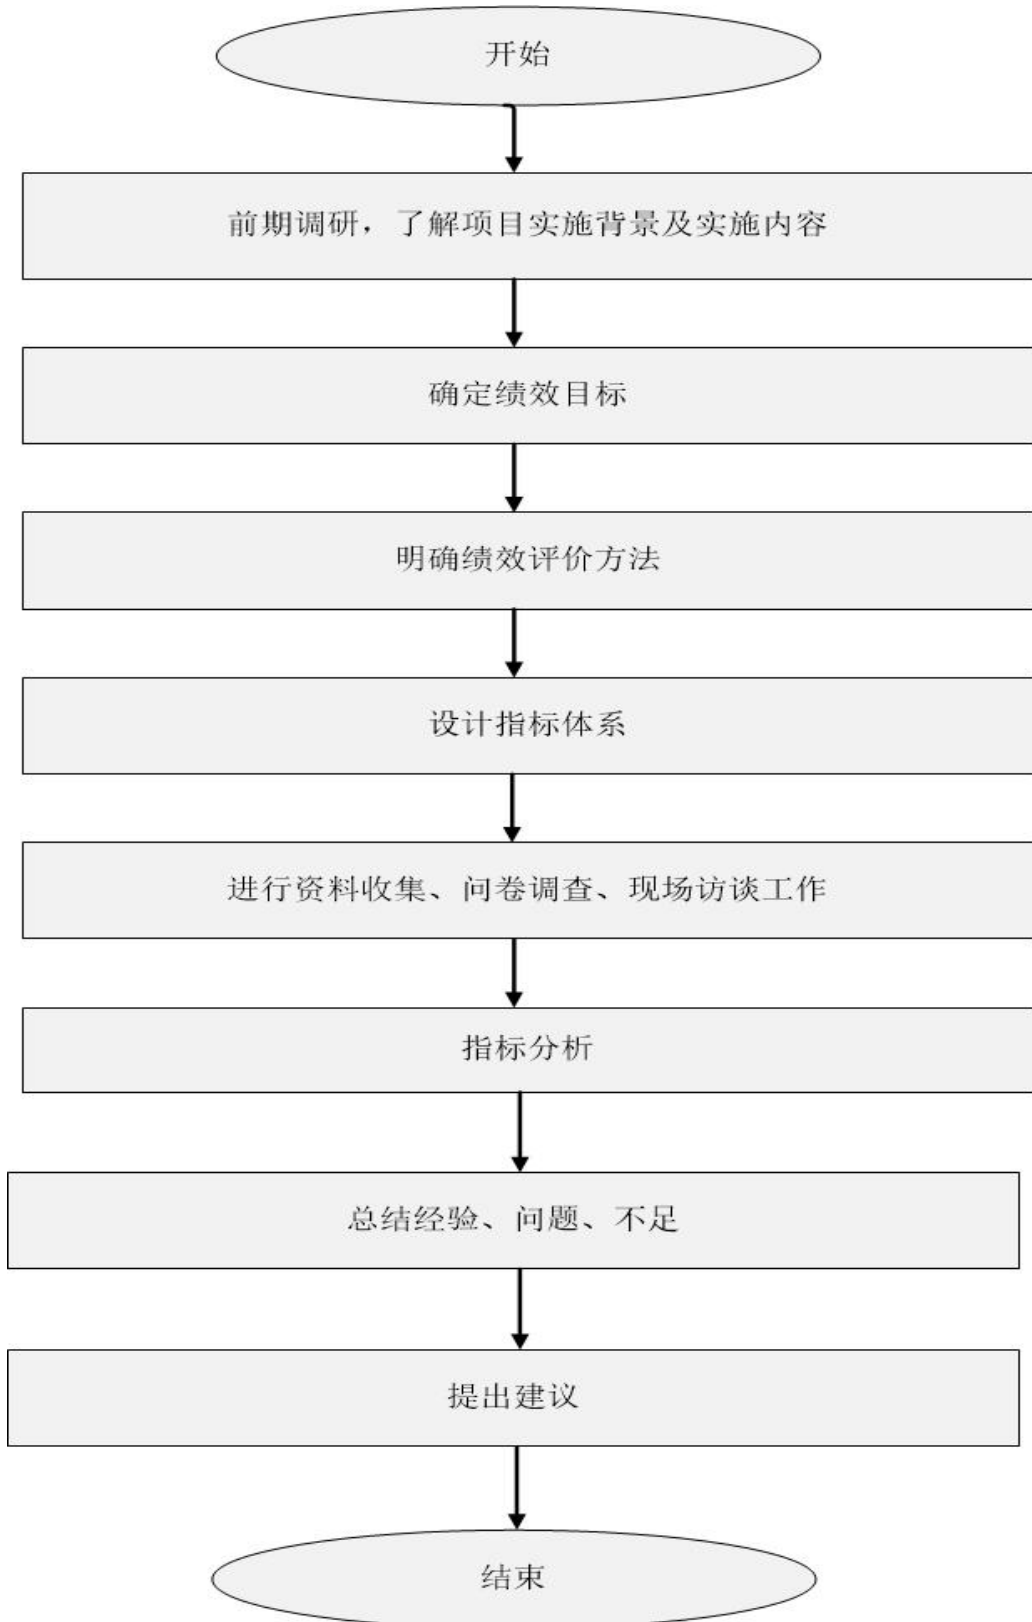 开始
前期调研，了解项目实施背景及实施内容
确定绩效目标
明确绩效评价方法
设计指标体系
进行资料收集、问卷调查、现场访谈工作
指标分析
总结经验、问题、不足
提出建议
结束